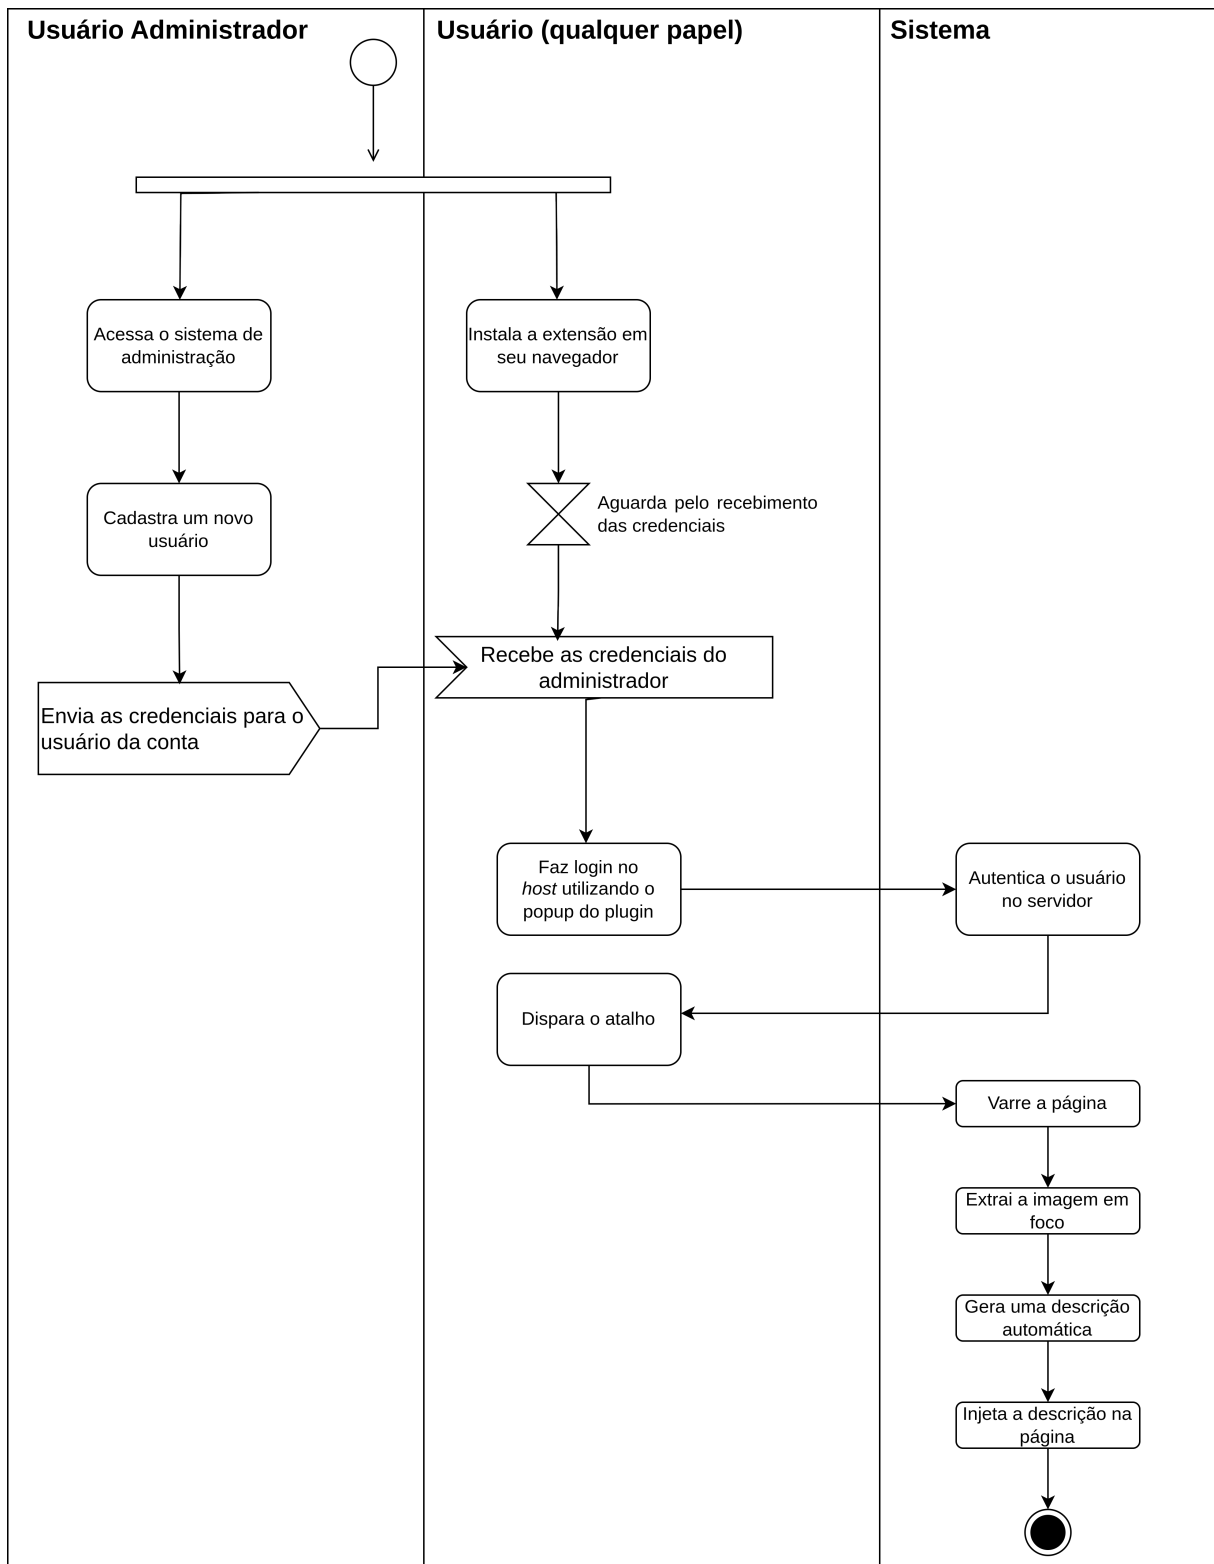 Usuário Administrador
Usuário (qualquer papel)
Sistema
Acessa o sistema de
administração
Instala a extensão em
seu navegador
Cadastra um novo
usuário
Aguarda pelo recebimento
das credenciais
Recebe as credenciais do
administrador
Envia as credenciais para o
usuário da conta
Faz login no
host utilizando o
popup do plugin
Autentica o usuário
no servidor
Dispara o atalho
Varre a página
Extrai a imagem em
foco
Gera uma descrição
automática
Injeta a descrição na
página